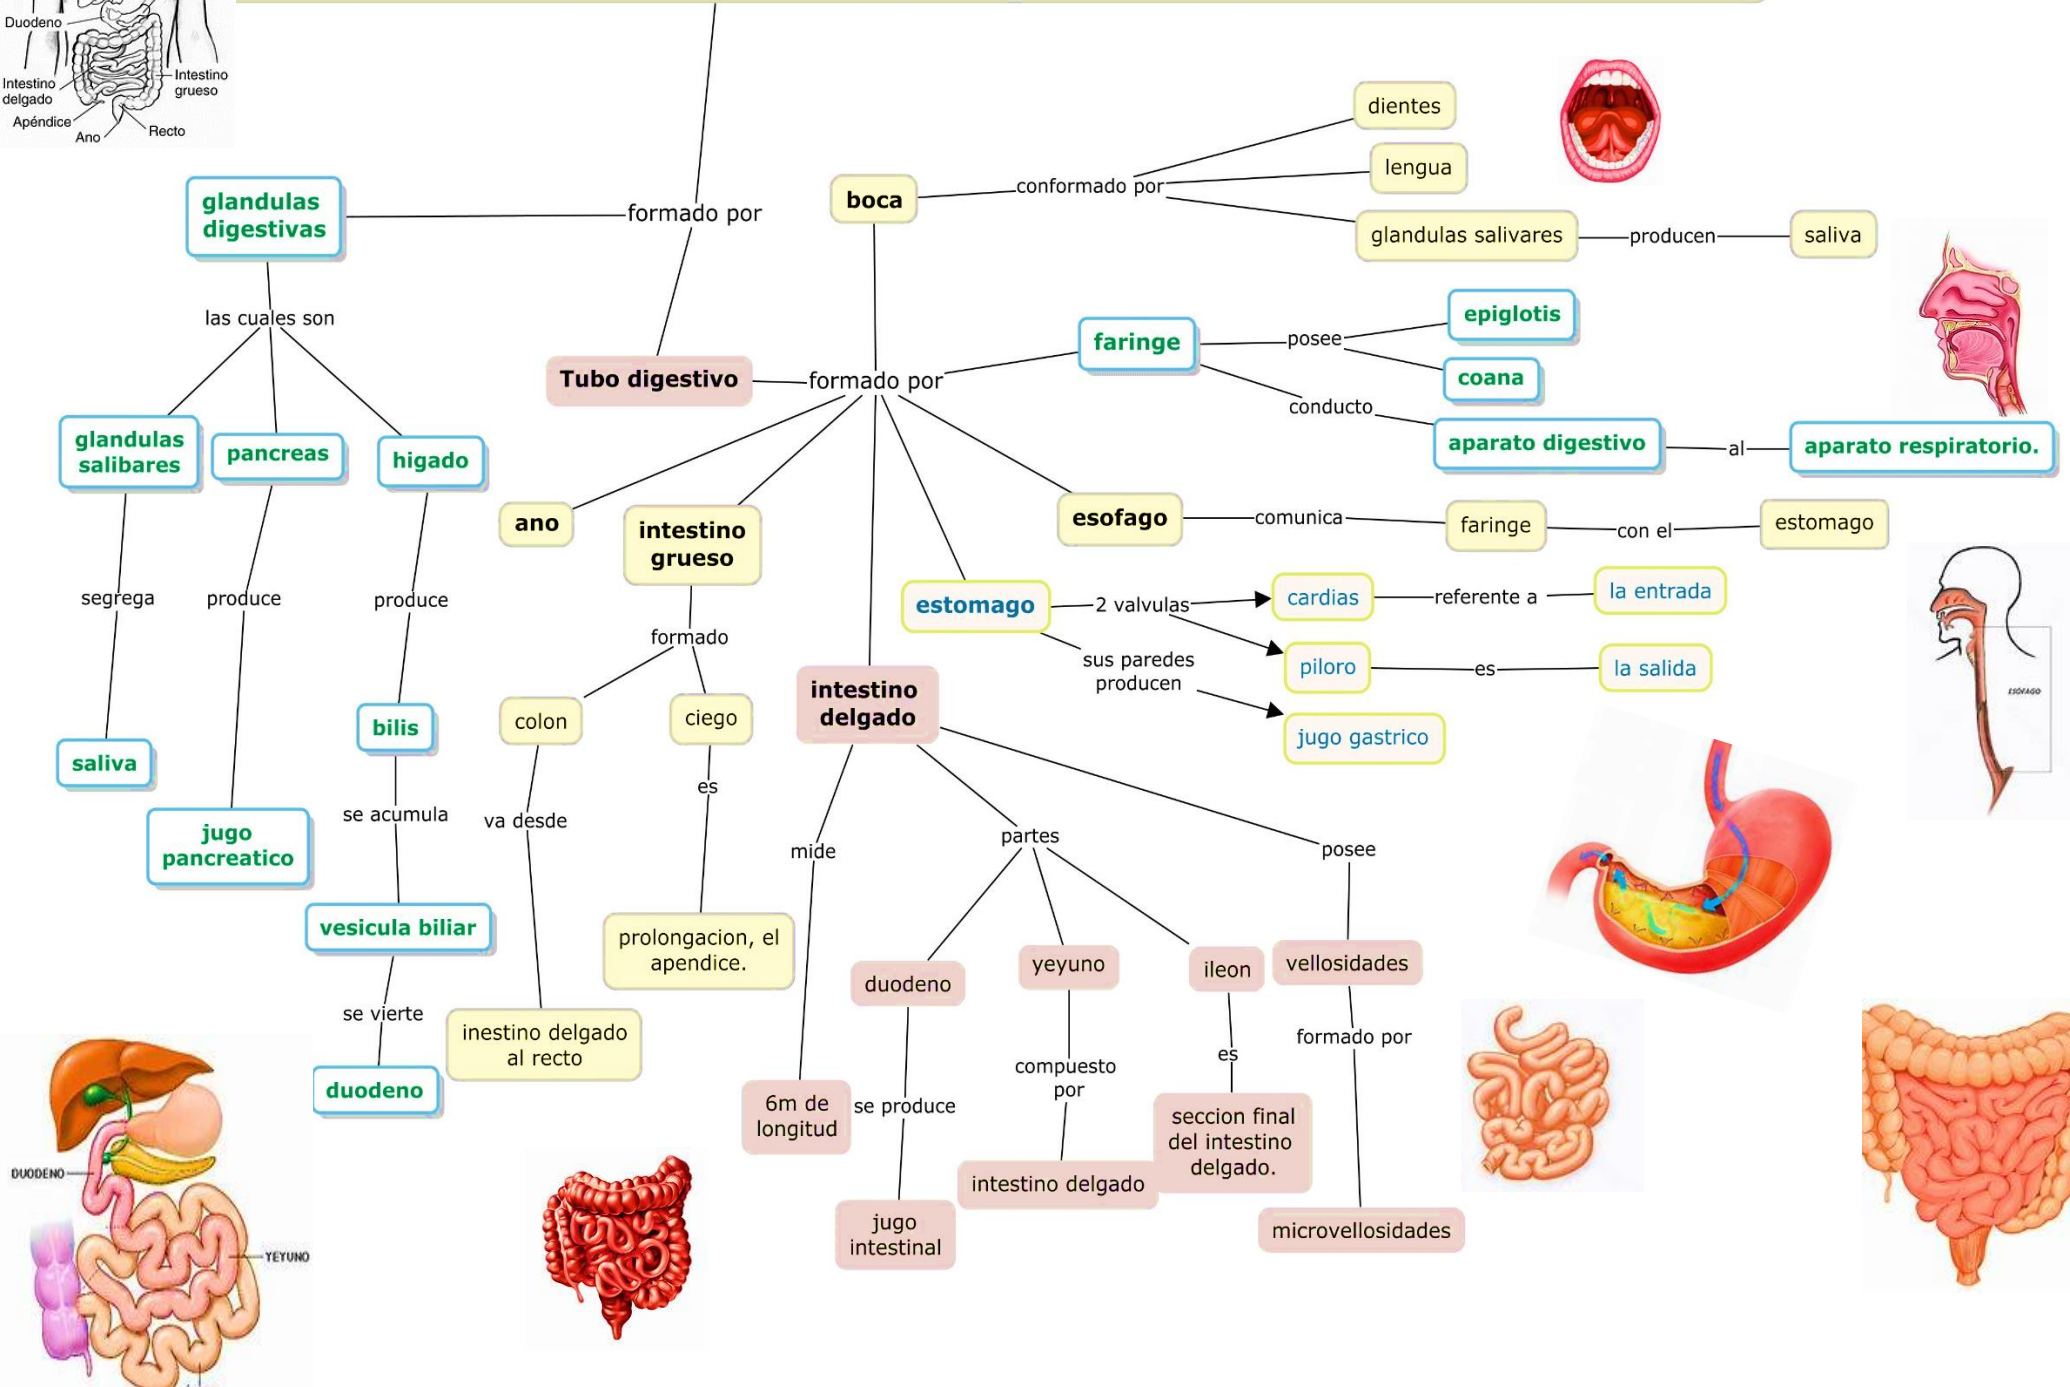 Duodeno
Intestino
delgado
Intestino
grueso
Apéndice
Ano
Recto
glandulas
digestivas
formado por
las cuales son
glandulas
salibares
pancreas
higado
segrega
produce
produce
saliva
jugo
pancreatico
bilis
se acumula
vesicula biliar
se vierte
duodeno
Tubo digestivo
formado por
boca
conformado por
dientes
lengua
glandulas salivares
producen
saliva
faringe
posee
epiglotis
coana
conducto
aparato digestivo
al
aparato respiratorio.
esofago
comunica
faringe
con el
estomago
estomago
2 valvulas
cardias
referente a
la entrada
piloro
es
la salida
sus paredes
producen
jugo gastrico
ano
intestino
grueso
formado
colon
ciego
va desde
es
inestino delgado
al recto
prolongacion, el
apendice.
intestino
delgado
mide
6m de
longitud
partes
duodeno
yeyuno
ileon
se produce
jugo
intestinal
compuesto
por
intestino delgado
es
seccion final
del intestino
delgado.
posee
vellosidades
formado por
microvellosidades
ESÓFAGO
DUODENO
YEYUNO